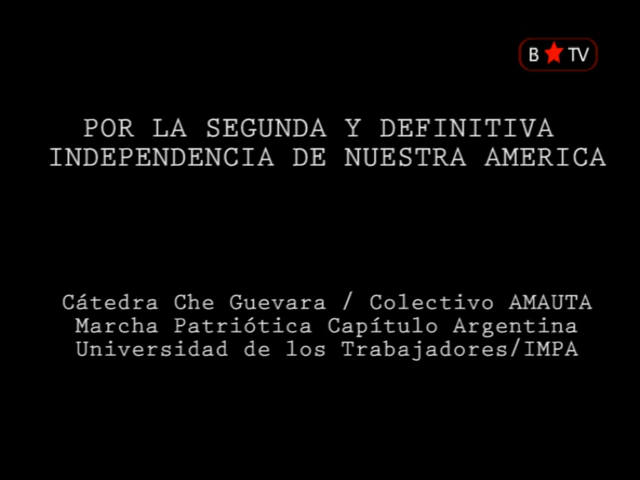 B ★ TV
POR LA SEGUNDA Y DEFINITIVA
INDEPENDENCIA DE NUESTRA AMERICA
Cátedra Che Guevara / Colectivo AMAUTA
Marcha Patriótica Capítulo Argentina
Universidad de los Trabajadores/IMPA